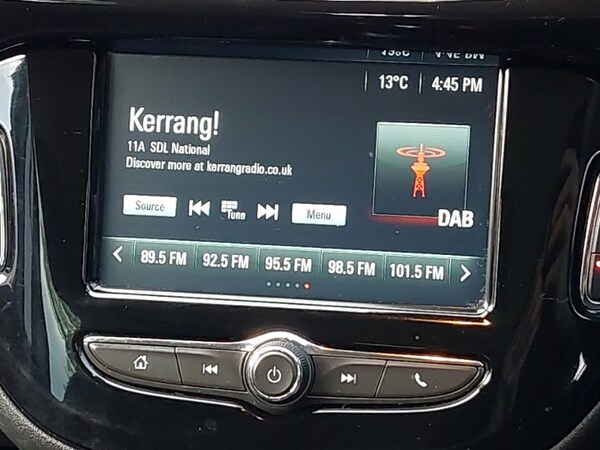 13°C 4:45 PM
Kerrang!
11A SDL National
Discover more at kerrangradio.co.uk
DAB
Source Tune Menu
89.5 FM 92.5 FM 95.5 FM 98.5 FM 101.5 FM